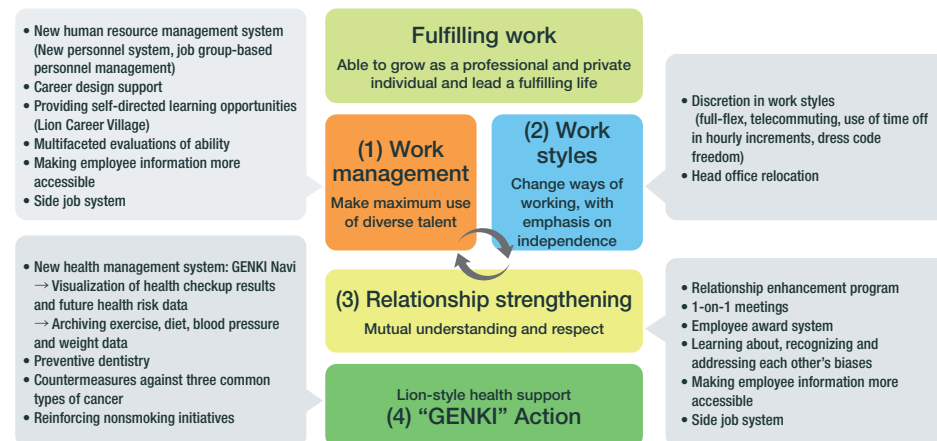 • New human resource management system
(New personnel system, job group-based
personnel management)
• Career design support
• Providing self-directed learning opportunities
(Lion Career Village)
• Multifaceted evaluations of ability
• Making employee information more
accessible
• Side job system
Fulfilling work
Able to grow as a professional and private
individual and lead a fulfilling life
(1) Work
management
Make maximum use
of diverse talent
(2) Work
styles
Change ways of
working, with
emphasis on
independence
• Discretion in work styles
(full-flex, telecommuting, use of time off
in hourly increments, dress code
freedom)
• Head office relocation
• New health management system: GENKI Navi
→ Visualization of health checkup results
and future health risk data
→ Archiving exercise, diet, blood pressure
and weight data
• Preventive dentistry
• Countermeasures against three common
types of cancer
• Reinforcing nonsmoking initiatives
(3) Relationship strengthening
Mutual understanding and respect
Lion-style health support
(4) “GENKI” Action
• Relationship enhancement program
• 1-on-1 meetings
• Employee award system
• Learning about, recognizing and
addressing each other’s biases
• Making employee information more
accessible
• Side job system